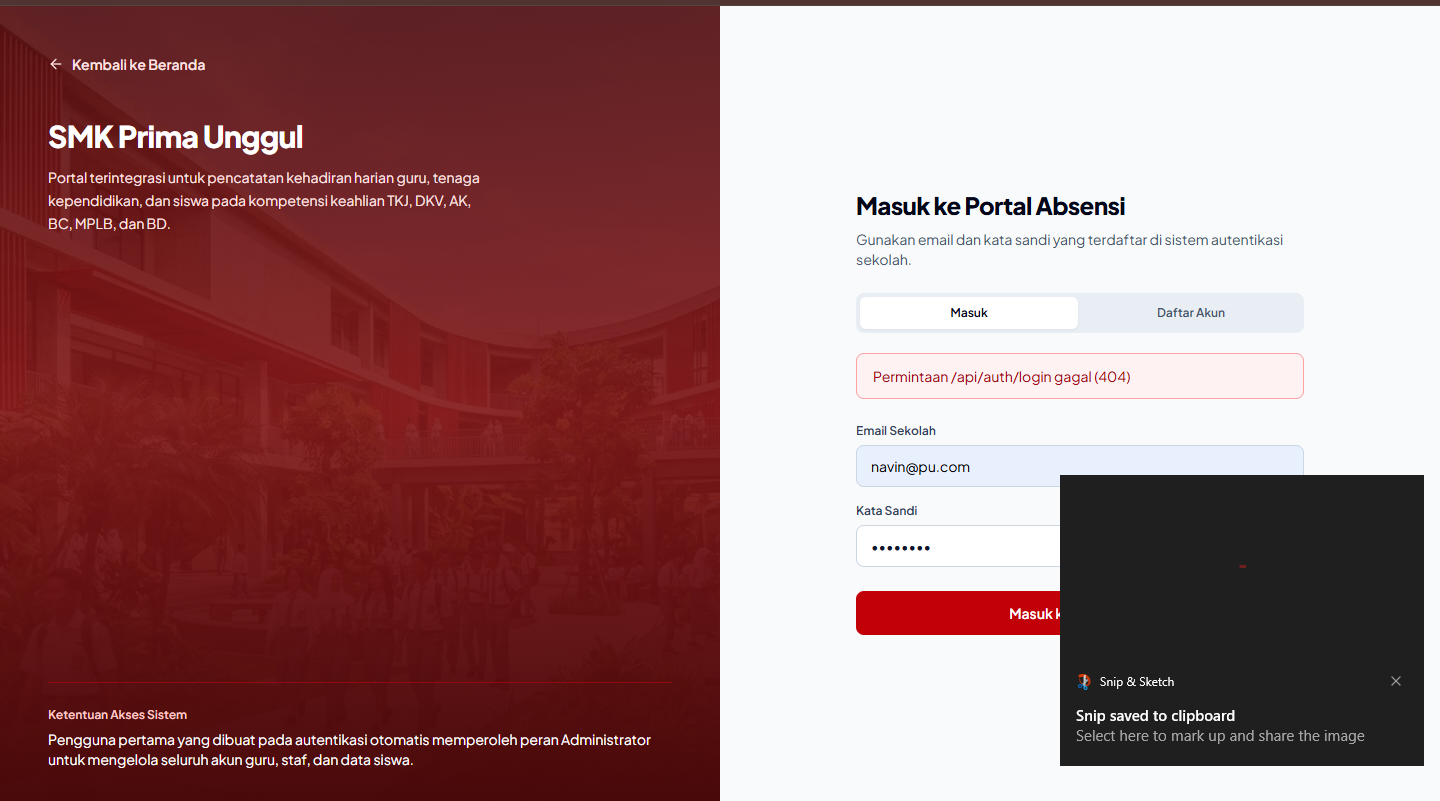 Kembali ke Beranda
SMK Prima Unggul
Portal terintegrasi untuk pencatatan kehadiran harian guru, tenaga
kependidikan, dan siswa pada kompetensi keahlian TKJ, DKV, AK,
BC, MPLB, dan BD.
Ketentuan Akses Sistem
Pengguna pertama yang dibuat pada autentikasi otomatis memperoleh peran Administrator
untuk mengelola seluruh akun guru, staf, dan data siswa.
Masuk ke Portal Absensi
Gunakan email dan kata sandi yang terdaftar di sistem autentikasi
sekolah.
Masuk
Daftar Akun
Permintaan /api/auth/login gagal (404)
Email Sekolah
navin@pu.com
Kata Sandi
••••••••
Masuk k
Snip & Sketch
Snip saved to clipboard
Select here to mark up and share the image